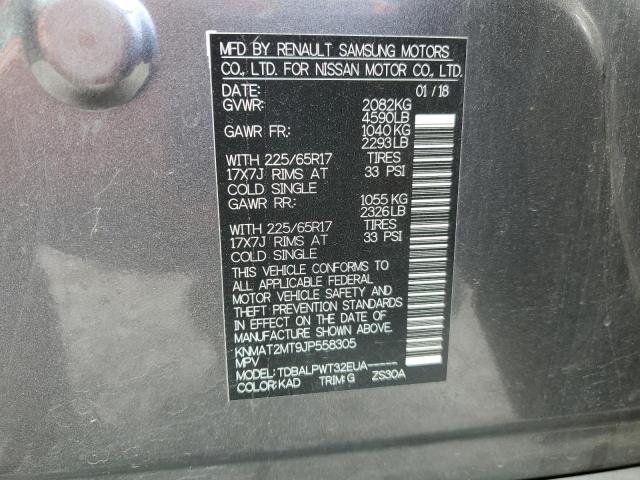 MFD BY RENAULT SAMSUNG MOTORS
CO., LTD. FOR NISSAN MOTOR CO., LTD.
DATE: 01/18
GVWR: 2082KG
4590LB
GAWR FR: 1040KG
2293LB
WITH 225/65R17 TIRES
17X7J RIMS AT 33 PSI
COLD SINGLE
GAWR RR: 1055 KG
2326LB
WITH 225/65R17 TIRES
17X7J RIMS AT 33 PSI
COLD SINGLE
THIS VEHICLE CONFORMS TO
ALL APPLICABLE FEDERAL
MOTOR VEHICLE SAFETY AND
THEFT PREVENTION STANDARDS
IN EFFECT ON THE DATE OF
MANUFACTURE SHOWN ABOVE.
KNMAT2MT9JP558305
MPV
MODEL: TDBALPWT32EUA-----
COLOR: KAD TRIM: G ZS30A